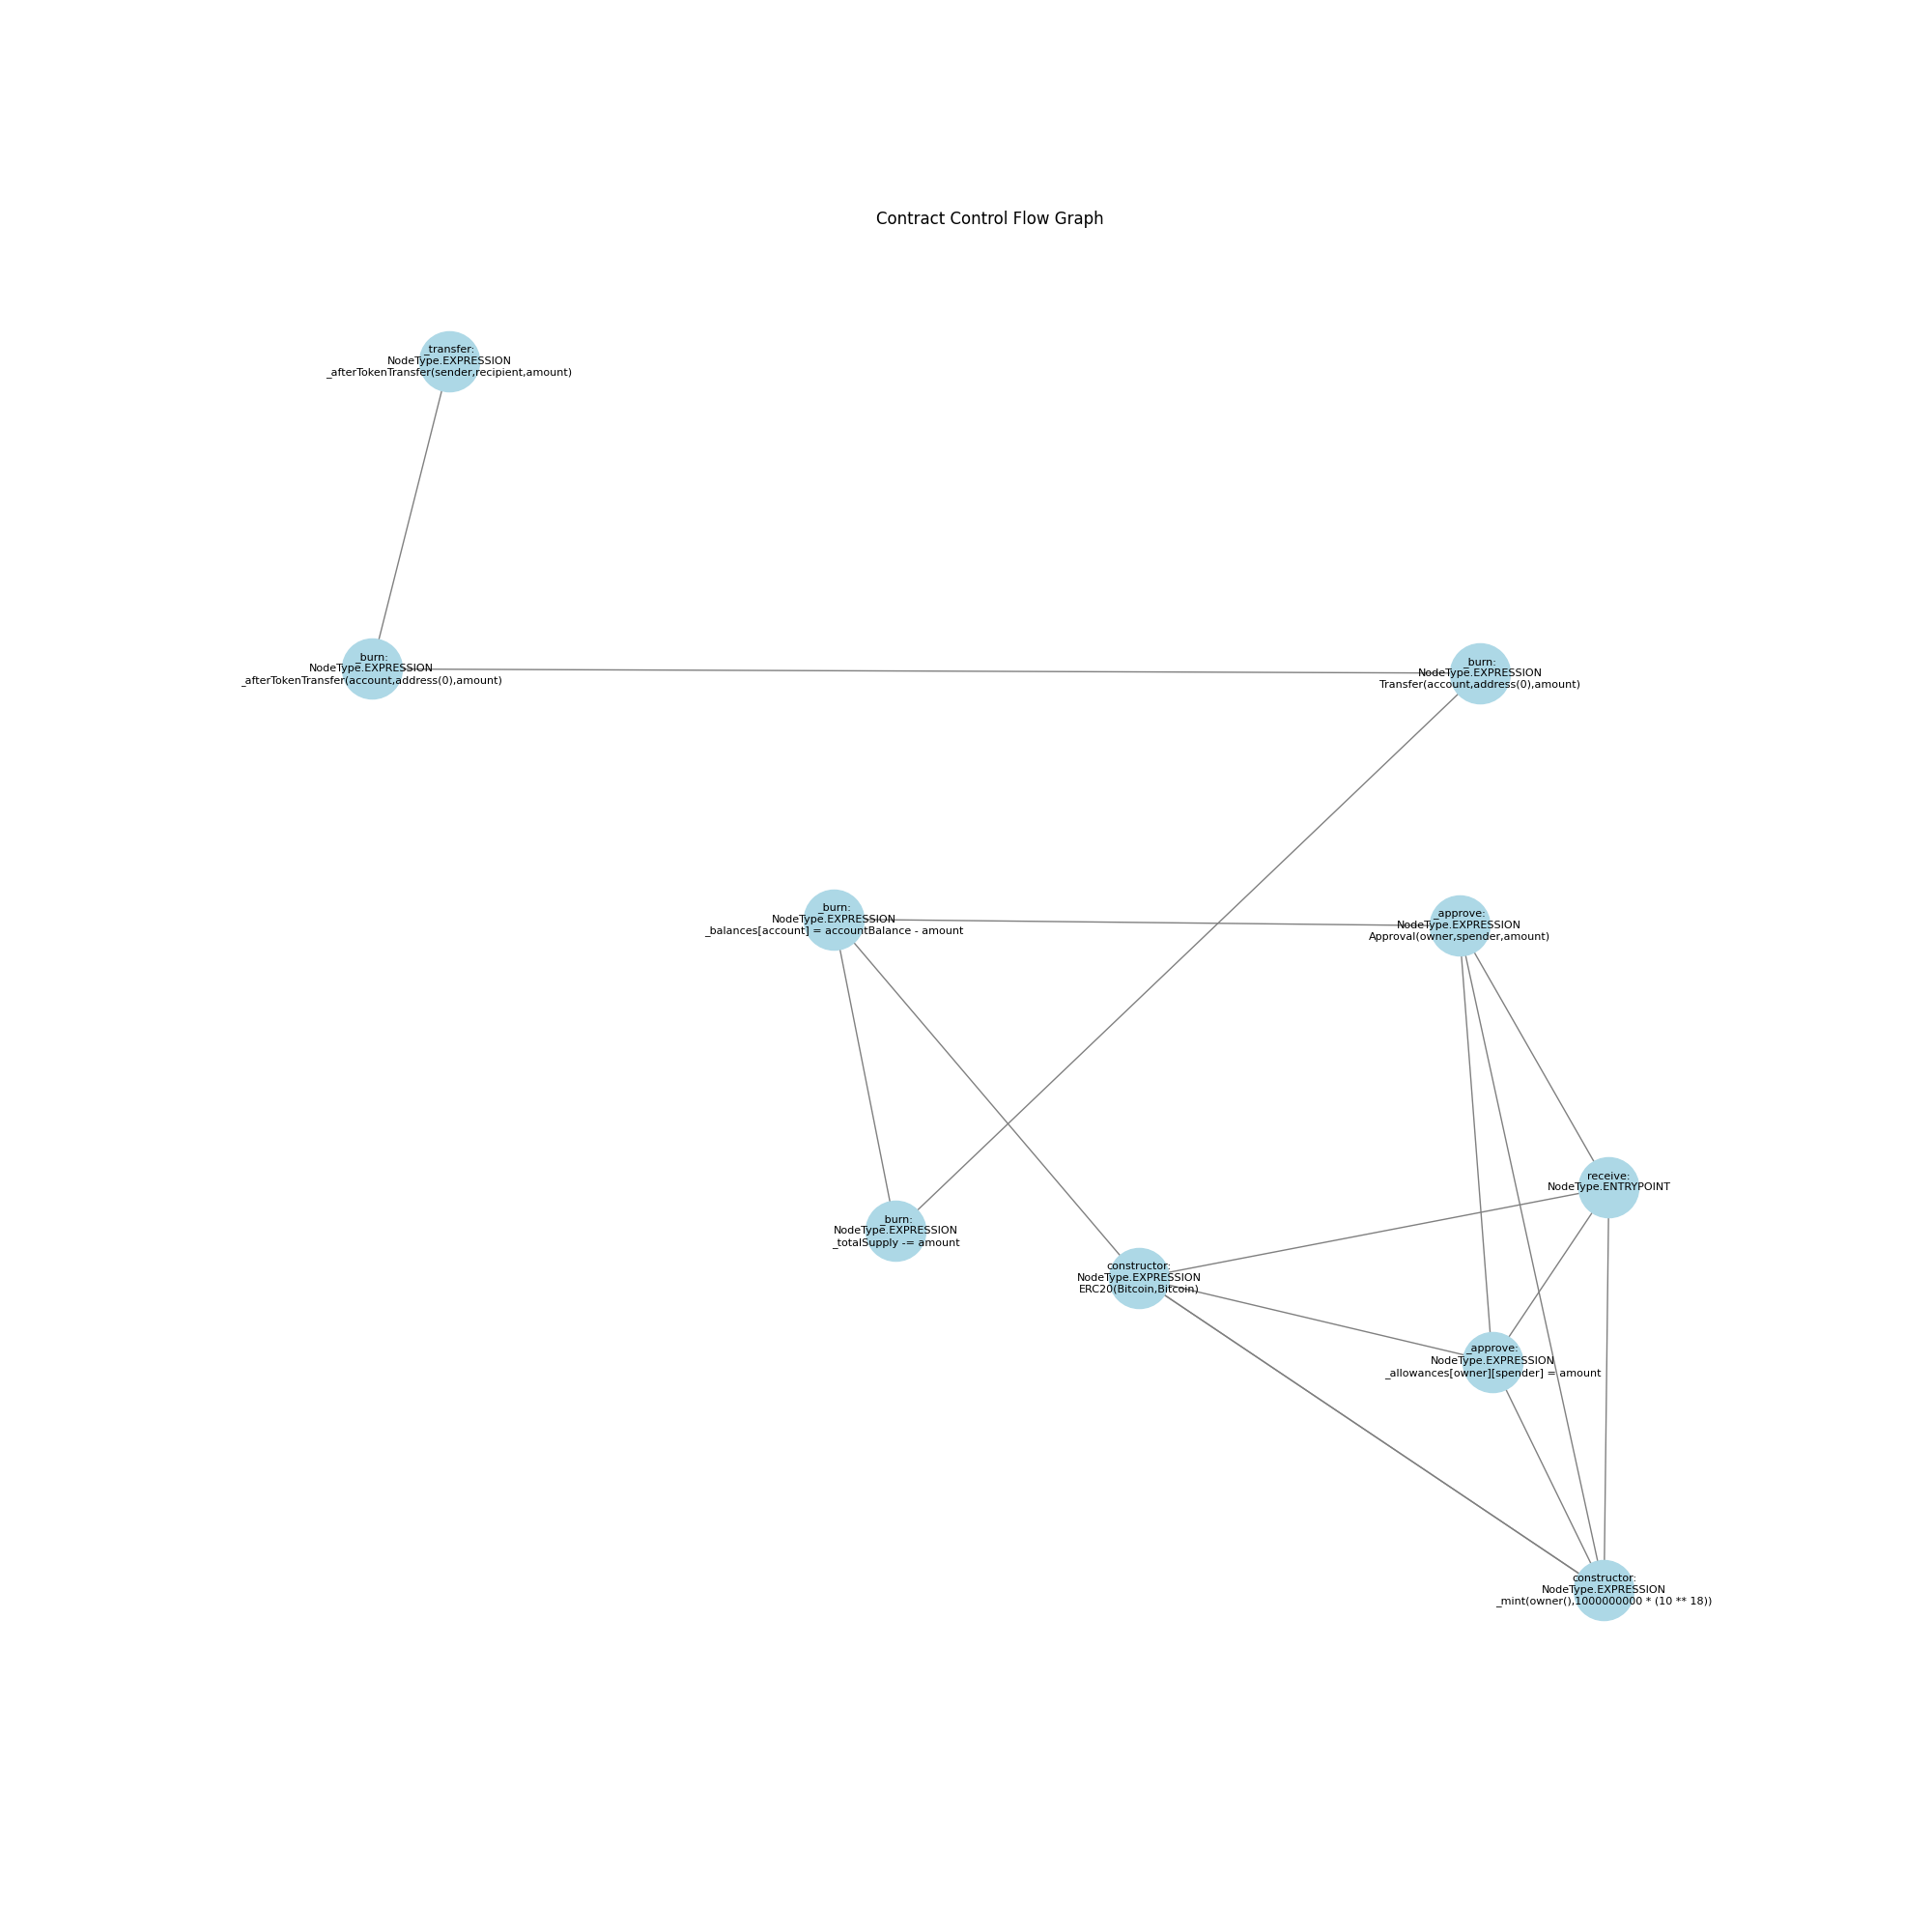 Contract Control Flow Graph
_transfer:
NodeType.EXPRESSION
_afterTokenTransfer(sender,recipient,amount)
_burn:
NodeType.EXPRESSION
_afterTokenTransfer(account,address(0),amount)
_burn:
NodeType.EXPRESSION
Transfer(account,address(0),amount)
_burn:
NodeType.EXPRESSION
_balances[account] = accountBalance - amount
_approve:
NodeType.EXPRESSION
Approval(owner,spender,amount)
receive:
NodeType.ENTRYPOINT
_burn:
NodeType.EXPRESSION
_totalSupply -= amount
constructor:
NodeType.EXPRESSION
ERC20(Bitcoin,Bitcoin)
_approve:
NodeType.EXPRESSION
_allowances[owner][spender] = amount
constructor:
NodeType.EXPRESSION
_mint(owner(),1000000000 * (10 ** 18))